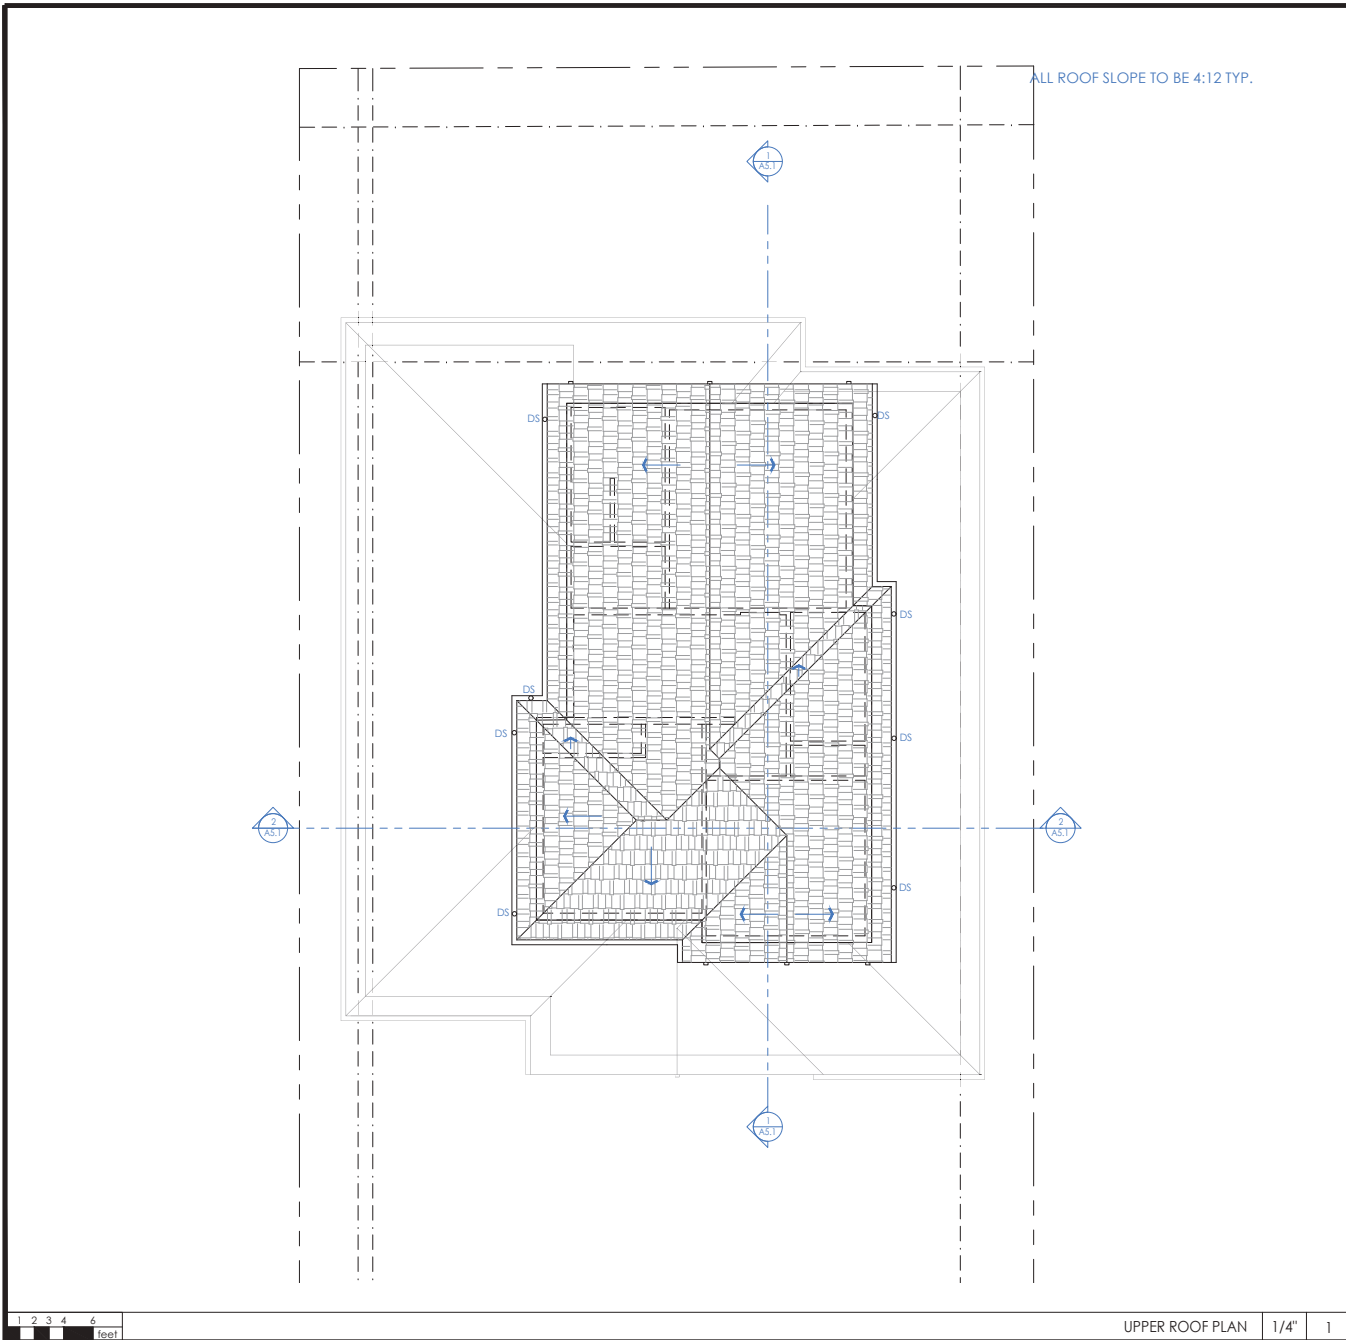 ALL ROOF SLOPE TO BE 4:12 TYP.
1
A5.1
DS
DS
DS
DS
DS
DS
2
A5.1
2
A5.1
DS
DS
1
A5.1
1 2 3 4 6
feet
UPPER ROOF PLAN 1/4" 1